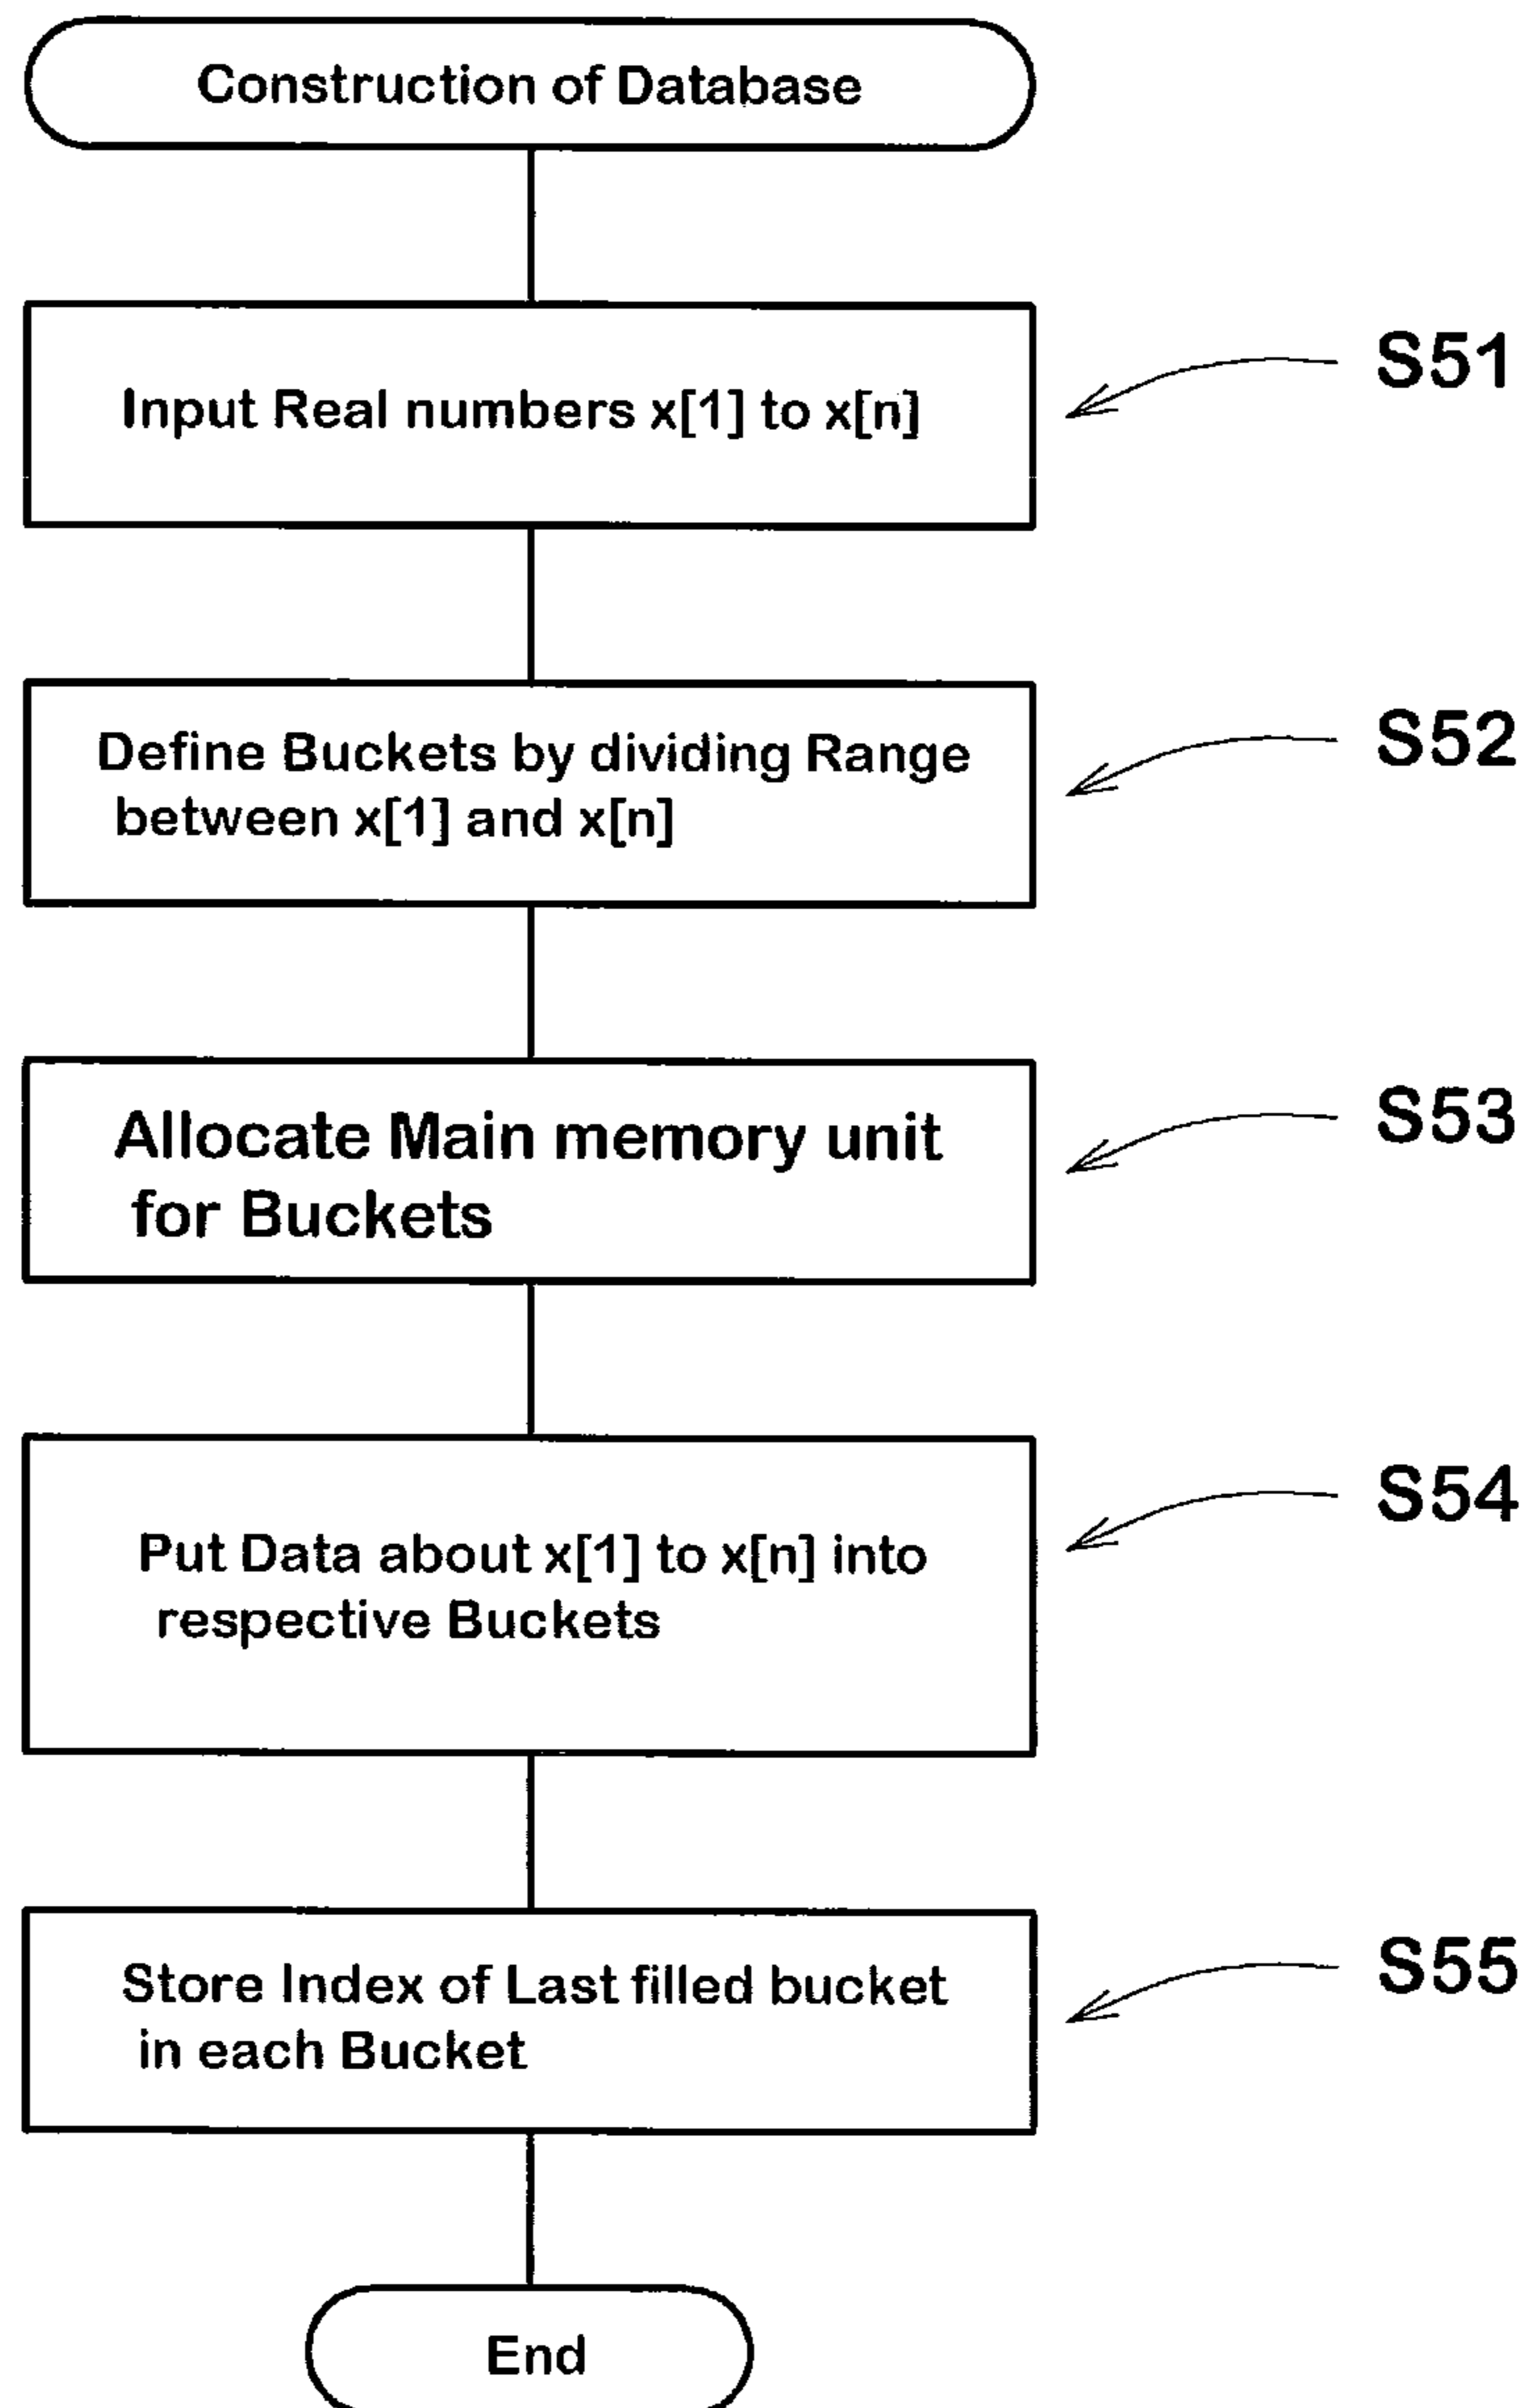 Construction of Database
Input Real numbers x[1] to x[n]
S51
Define Buckets by dividing Range
between x[1] and x[n]
S52
Allocate Main memory unit
for Buckets
S53
Put Data about x[1] to x[n] into
respective Buckets
S54
Store Index of Last filled bucket
in each Bucket
S55
End